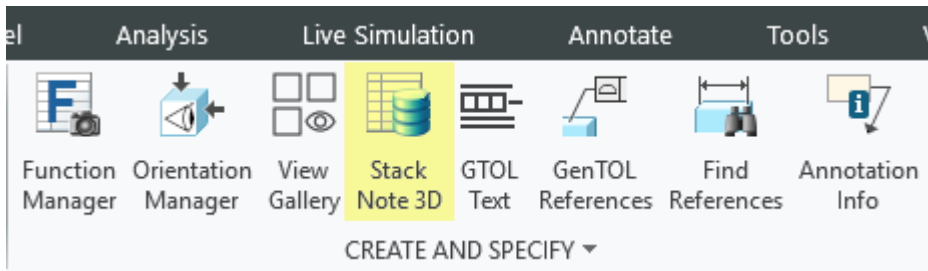 el Analysis Live Simulation Annotate Tools
Function Manager
Orientation Manager
View Gallery
Stack Note 3D
GTOL Text
GenTOL References
Find References
Annotation Info
CREATE AND SPECIFY